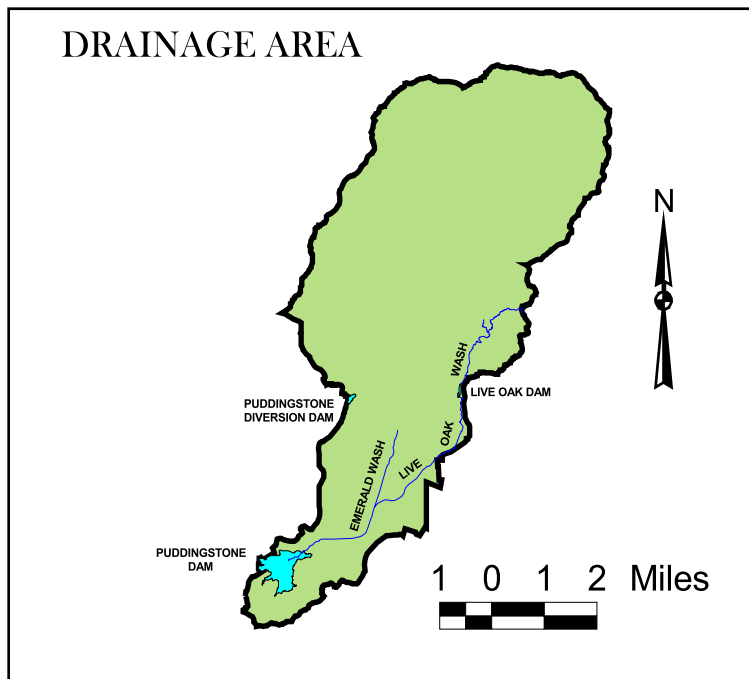 DRAINAGE AREA
N
WASH
LIVE OAK DAM
PUDDINGSTONE
DIVERSION DAM
OAK
LIVE
EMERALD WASH
PUDDINGSTONE
DAM
1 0 1 2 Miles